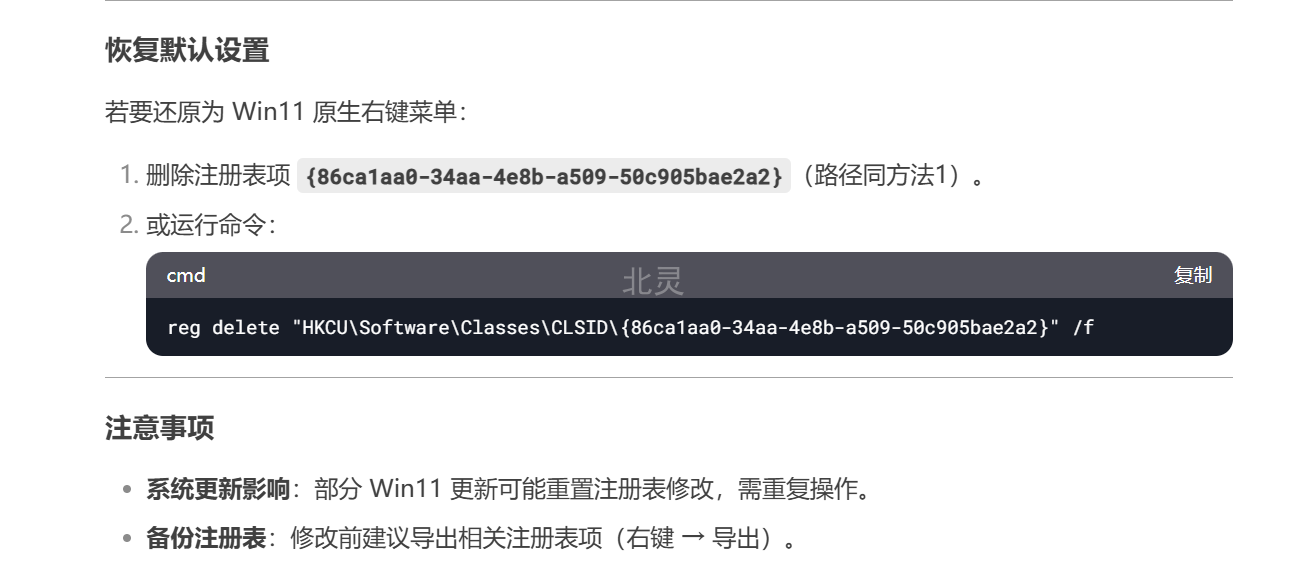 恢复默认设置
若要还原为 Win11 原生右键菜单：
1. 删除注册表项 {86ca1aa0-34aa-4e8b-a509-50c905bae2a2}（路径同方法1）。
2. 或运行命令：
cmd 北灵 复制
reg delete "HKCU\Software\Classes\CLSID\{86ca1aa0-34aa-4e8b-a509-50c905bae2a2}" /f
注意事项
• 系统更新影响：部分 Win11 更新可能重置注册表修改，需重复操作。
• 备份注册表：修改前建议导出相关注册表项（右键 → 导出）。